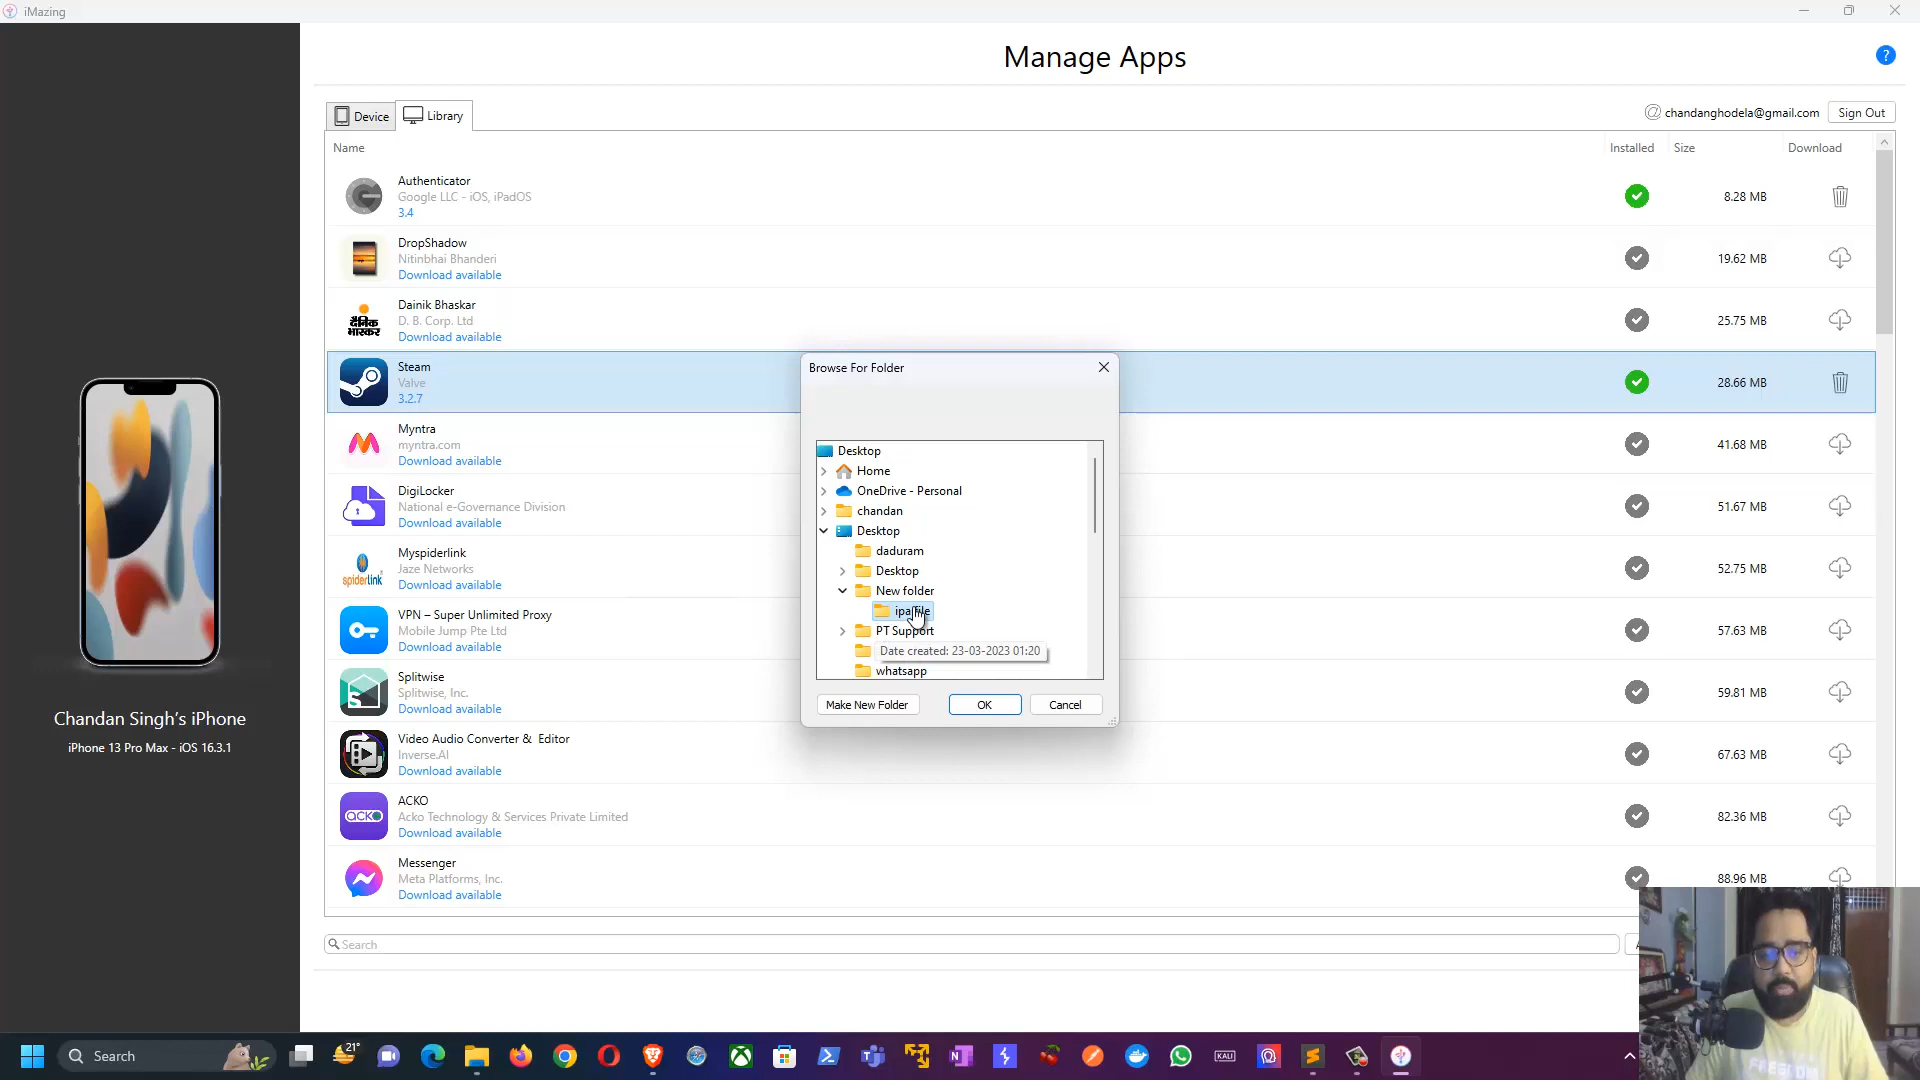 iMazing
Manage Apps
?
Device
Library
chandanghodela@gmail.com
Sign Out
Name
Installed
Size
Download
Authenticator
Google LLC - iOS, iPadOS
3.4
8.28 MB
DropShadow
Nitinbhai Bhanderi
Download available
19.62 MB
दैनिक
भास्कर
Dainik Bhaskar
D. B. Corp. Ltd
Download available
25.75 MB
Steam
Valve
3.2.7
28.66 MB
Myntra
myntra.com
Download available
41.68 MB
DigiLocker
National e-Governance Division
Download available
51.67 MB
spiderlink
Myspiderlink
Jaze Networks
Download available
52.75 MB
VPN – Super Unlimited Proxy
Mobile Jump Pte Ltd
Download available
57.63 MB
Splitwise
Splitwise, Inc.
Download available
59.81 MB
Video Audio Converter & Editor
Inverse.AI
Download available
67.63 MB
acko
ACKO
Acko Technology & Services Private Limited
Download available
82.36 MB
Messenger
Meta Platforms, Inc.
Download available
88.96 MB
Search
Browse For Folder
Desktop
Home
OneDrive - Personal
chandan
Desktop
daduram
Desktop
New folder
ipa file
PT Support
Date created: 23-03-2023 01:20
whatsapp
Make New Folder
OK
Cancel
Chandan Singh's iPhone
iPhone 13 Pro Max - iOS 16.3.1
Search
21°
KALI